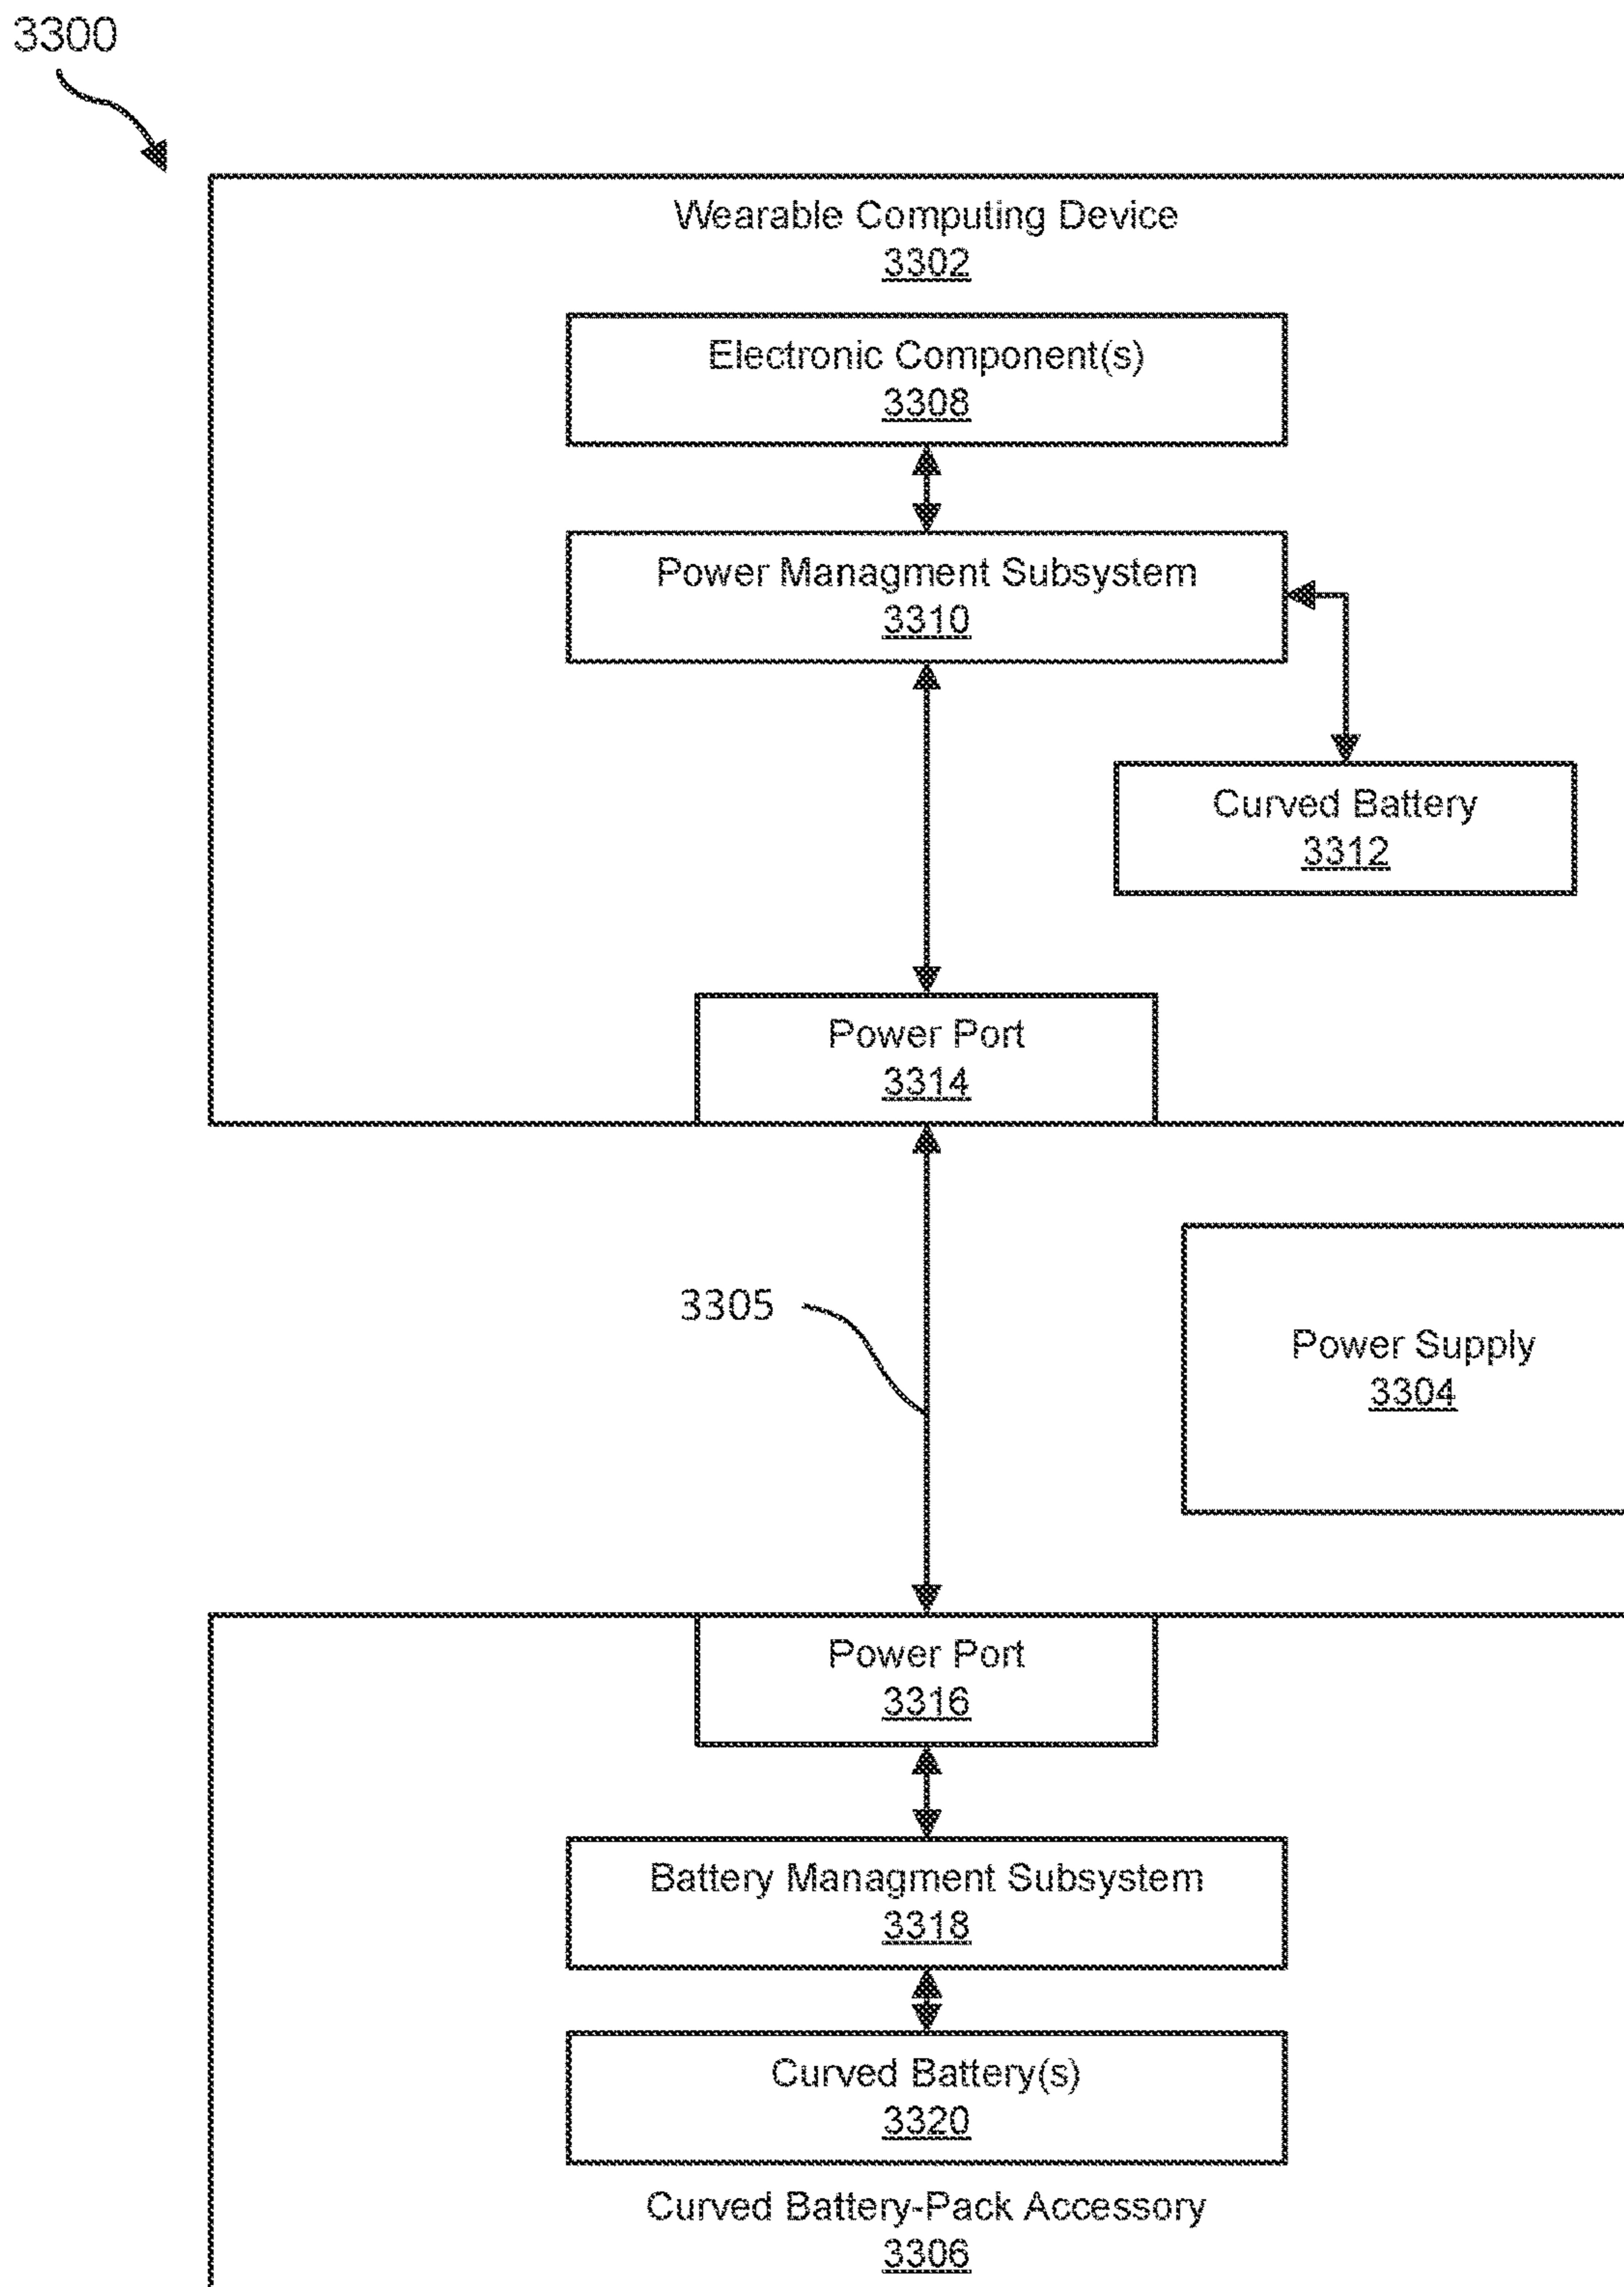 3300
Wearable Computing Device
3302
Electronic Component(s)
3308
Power Managment Subsystem
3310
Curved Battery
3312
Power Port
3314
3305
Power Supply
3304
Power Port
3316
Battery Managment Subsystem
3318
Curved Battery(s)
3320
Curved Battery-Pack Accessory
3306